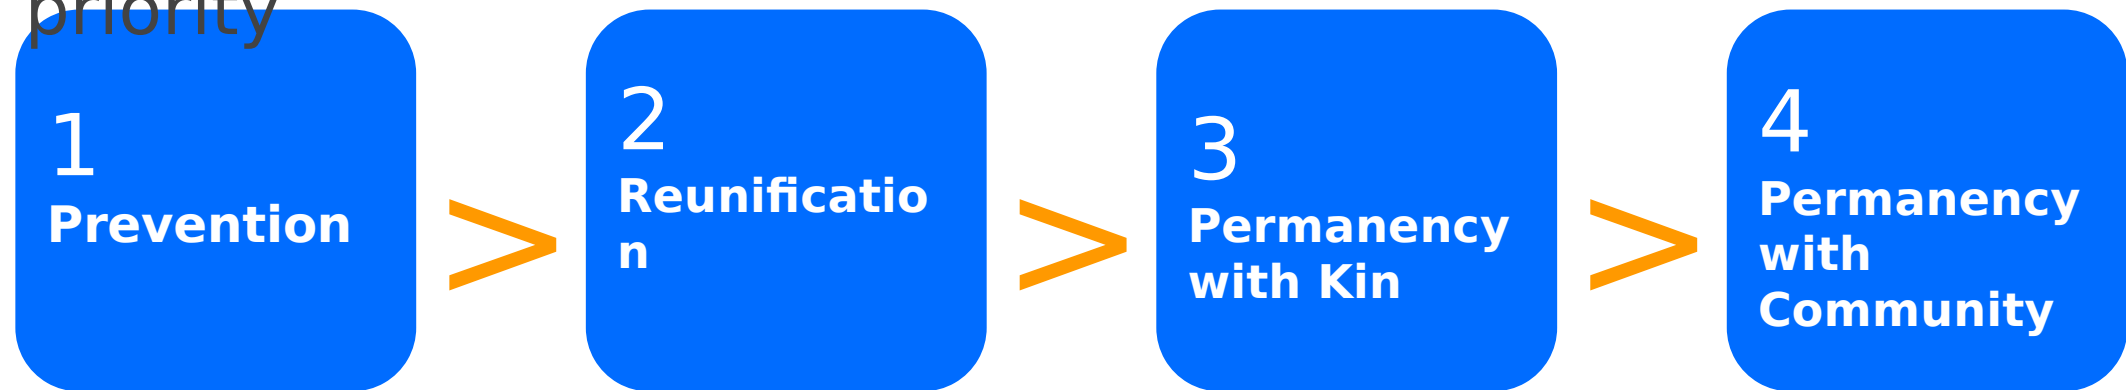 priority
1
Prevention
>
2
Reunificatio
n
>
3
Permanency
with Kin
>
4
Permanency
with
Community